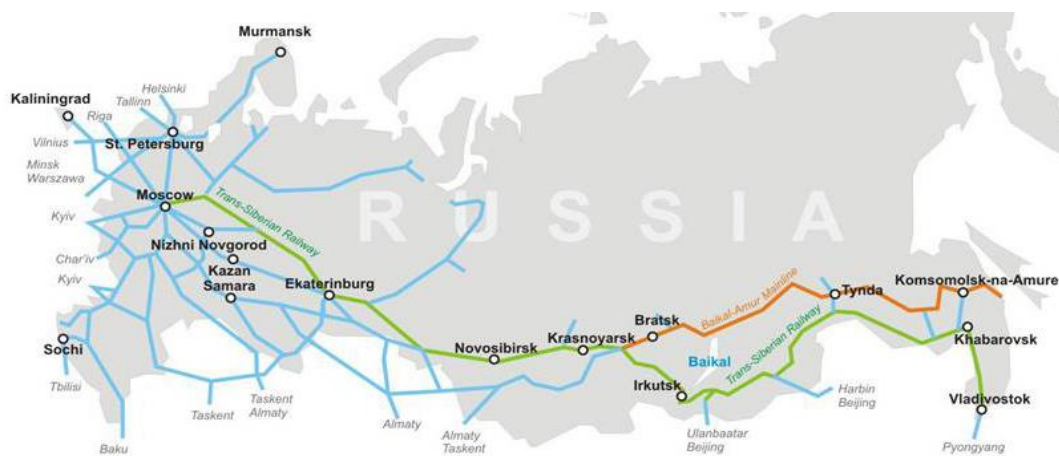 Murmansk
Helsinki
Tallinn
Kaliningrad
Riga
Vilnius
St. Petersburg
Minsk
Warszawa
Moscow
Trans-Siberian Railway
RUSSIA
Kyiv
Nizhni Novgorod
Char'iv
Kazan
Samara
Kyiv
Ekaterinburg
Sochi
Tbilisi
Baku
Taskent
Taskent
Almaty
Almaty
Almaty
Taskent
Novosibirsk
Krasnoyarsk
Bratsk
Baikal-Amur Mainline
Tynda
Komsomolsk-na-Amure
Baikal
Trans-Siberian Railway
Khabarovsk
Irkutsk
Harbin
Beijing
Vladivostok
Ulanbaatar
Beijing
Pyongyang